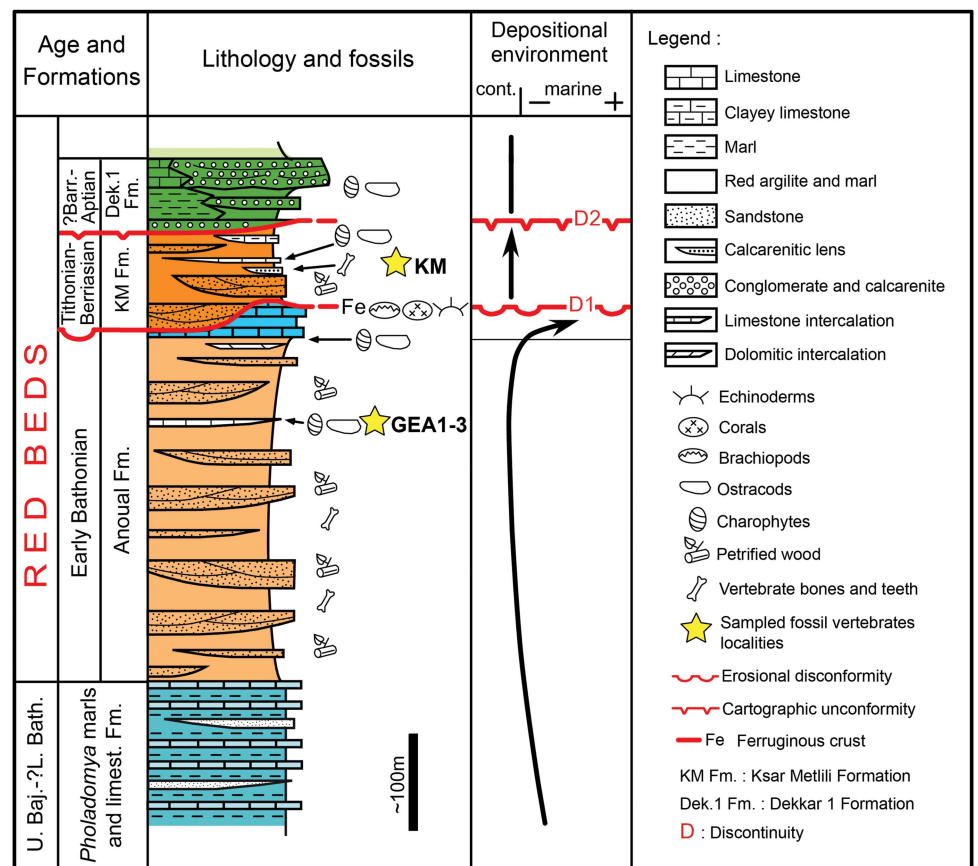 Age and
Formations
Lithology and fossils
Depositional
environment
cont.
marine
− +
Legend :
Limestone
Clayey limestone
Marl
Red argilite and marl
Sandstone
Calcarenitic lens
Conglomerate and calcarenite
Limestone intercalation
Dolomitic intercalation
Echinoderms
Corals
Brachiopods
Ostracods
Charophytes
Petrified wood
Vertebrate bones and teeth
Sampled fossil vertebrates
localities
Erosional disconformity
Cartographic unconformity
Fe Ferruginous crust
KM Fm. : Ksar Metlili Formation
Dek.1 Fm. : Dekkar 1 Formation
D : Discontinuity
RED BEDS
?Barr.-
Aptian
Dek.1
Fm.
Tithonian-
Berriasian
KM Fm.
Early Bathonian
Anoual Fm.
U. Baj.-?L. Bath.
Pholadomya marls
and limest. Fm.
KM
Fe
GEA1-3
D2
D1
~100m